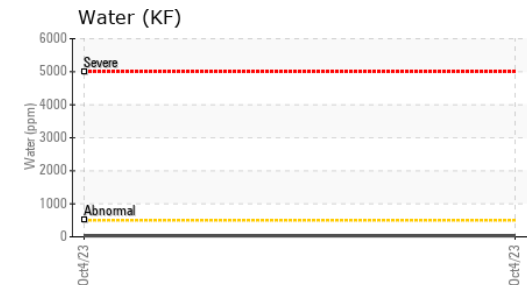 Water (KF)
6000
Severe
5000
4000
3000
2000
1000
Abnormal
0
Water (ppm)
Oct4/23
Oct4/23